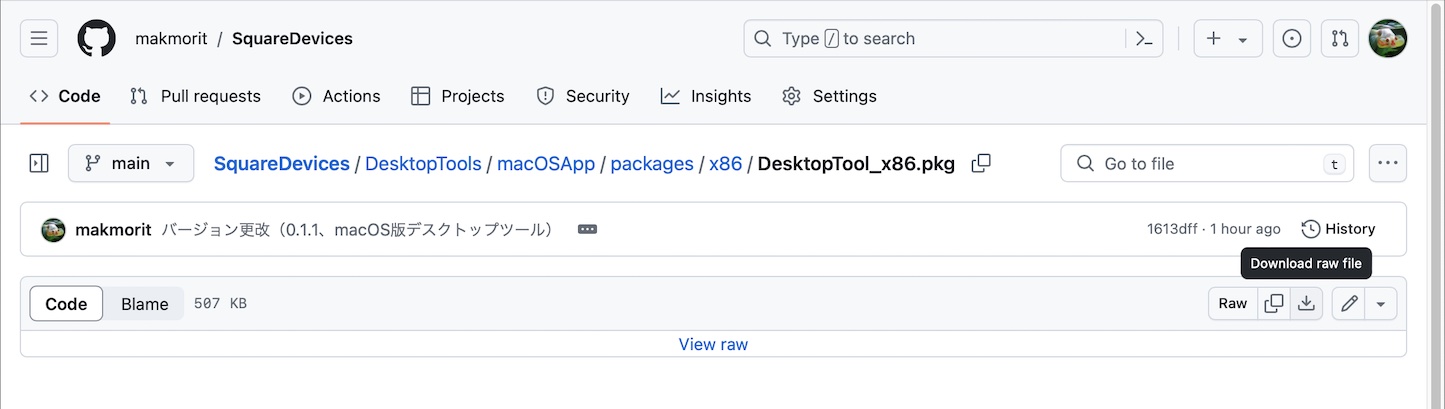 makmorit / SquareDevices Type / to search
Code Pull requests Actions Projects Security Insights Settings
main SquareDevices / DesktopTools / macOSApp / packages / x86 / DesktopTool_x86.pkg Go to file t
makmorit バージョン更改（0.1.1、macOS版デスクトップツール） 1613dff · 1 hour ago History
Download raw file
Code Blame 507 KB Raw
View raw